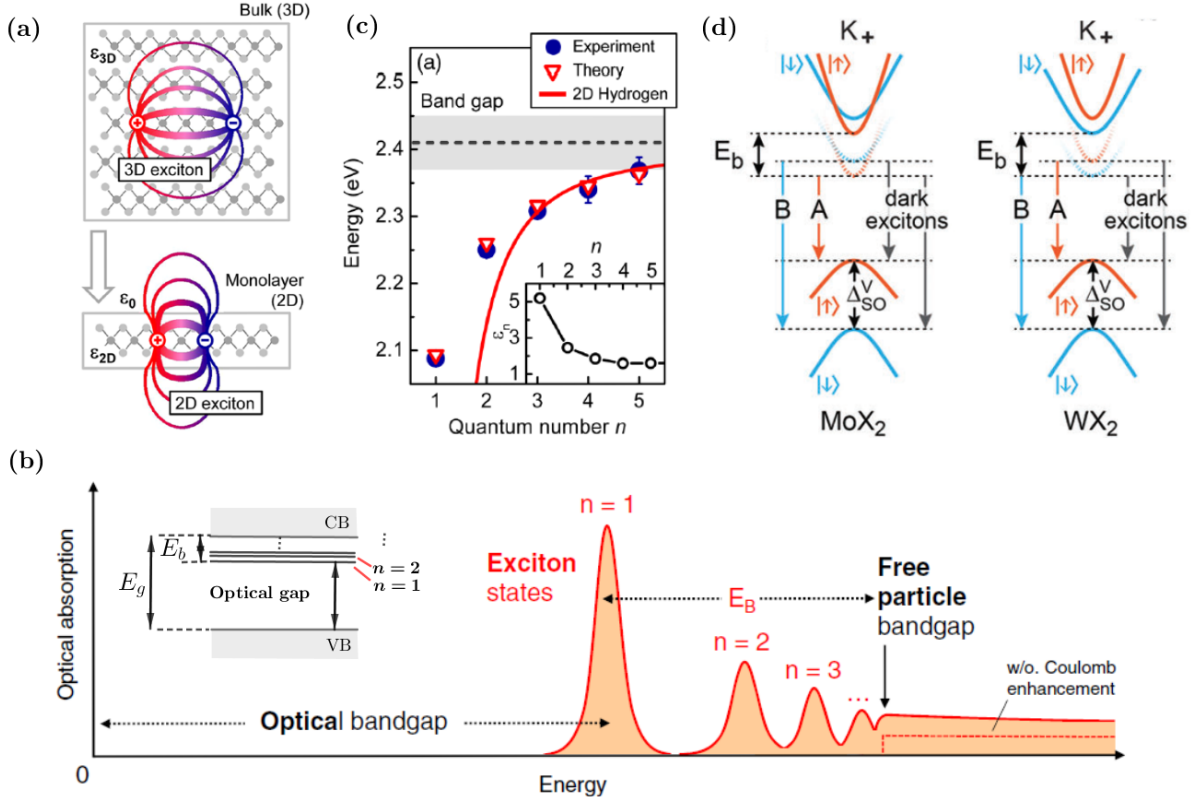 (a)
Bulk (3D)
ε3D
+
−
3D exciton
Monolayer
(2D)
ε0
ε2D
+
−
2D exciton
(c)
(a)
Experiment
Theory
2D Hydrogen
Band gap
2.5
2.4
2.3
2.2
2.1
Energy (eV)
n
1 2 3 4 5
5
3
1
εn
1 2 3 4 5
Quantum number n
(d)
K+
|↓⟩ |↑⟩
Eb
B A dark
excitons
|↑⟩
ΔVSO
|↓⟩
MoX2
K+
|↓⟩ |↑⟩
Eb
B A dark
excitons
|↑⟩
ΔVSO
|↓⟩
WX2
(b)
Optical absorption
CB
Eb
⋮ ⋮
n = 2
n = 1
Eg
Optical gap
VB
n = 1
Exciton
states
EB
Free
particle
bandgap
n = 2
n = 3
...
w/o. Coulomb
enhancement
Optical bandgap
0
Energy